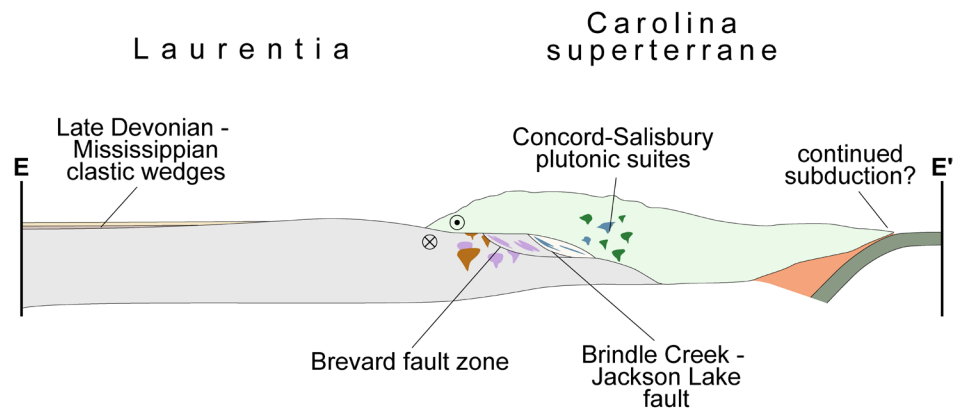 Laurentia
Carolina
superterrane
Late Devonian -
Mississippian
clastic wedges
Concord-Salisbury
plutonic suites
continued
subduction?
E
E'
Brevard fault zone
Brindle Creek -
Jackson Lake
fault